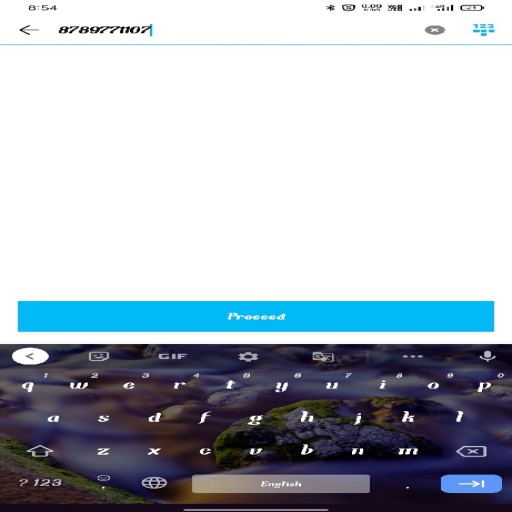 8:54
8789771107
123
Proceed
GIF
1 2 3 4 5 6 7 8 9 0
q w e r t y u i o p
a s d f g h j k l
z x c v b n m
?123 , English .